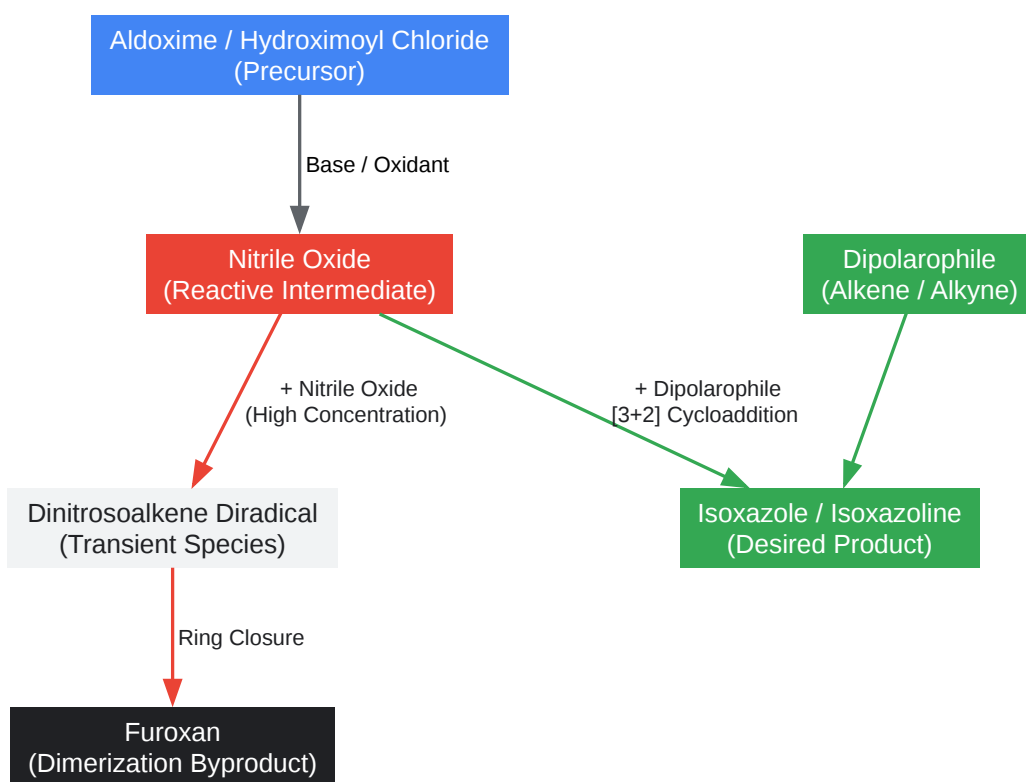 Aldoxime / Hydroximoyl Chloride
(Precursor)
Base / Oxidant
Nitrile Oxide
(Reactive Intermediate)
Dipolarophile
(Alkene / Alkyne)
+ Nitrile Oxide
(High Concentration)
+ Dipolarophile
[3+2] Cycloaddition
Dinitrosoalkene Diradical
(Transient Species)
Isoxazole / Isoxazoline
(Desired Product)
Ring Closure
Furoxan
(Dimerization Byproduct)